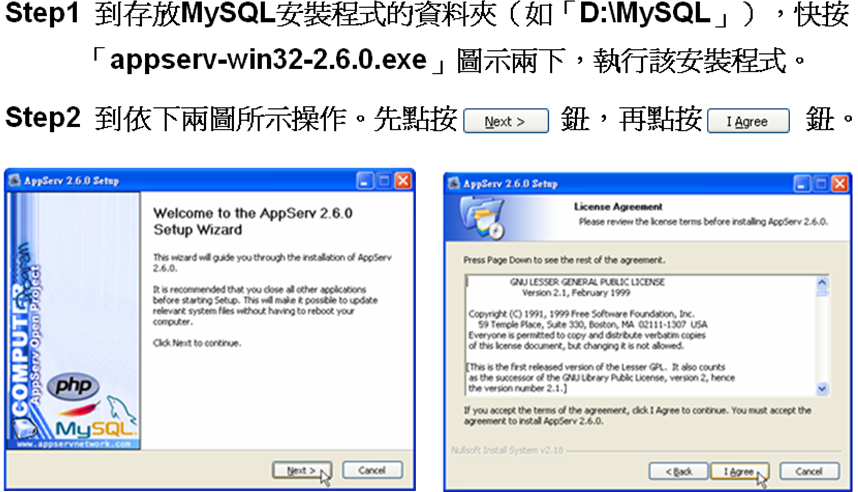 Step1 到存放MySQL安裝程式的資料夾（如「D:\MySQL」），快按
「appserv-win32-2.6.0.exe」圖示兩下，執行該安裝程式。
Step2 到依下兩圖所示操作。先點按 Next > 鈕，再點按 I Agree 鈕。
AppServ 2.6.0 Setup
Welcome to the AppServ 2.6.0
Setup Wizard
This wizard will guide you through the installation of AppServ
2.6.0.
It is recommended that you close all other applications
before starting Setup. This will make it possible to update
relevant system files without having to reboot your
computer.
Click Next to continue.
COMPUTER
Program
AppServ Open Project
php
MySQL
www.appservnetwork.com
Next >
Cancel
AppServ 2.6.0 Setup
License Agreement
Please review the license terms before installing AppServ 2.6.0.
Press Page Down to see the rest of the agreement.
GNU LESSER GENERAL PUBLIC LICENSE
Version 2.1, February 1999
Copyright (C) 1991, 1999 Free Software Foundation, Inc.
59 Temple Place, Suite 330, Boston, MA 02111-1307 USA
Everyone is permitted to copy and distribute verbatim copies
of this license document, but changing it is not allowed.
[This is the first released version of the Lesser GPL. It also counts
as the successor of the GNU Library Public License, version 2, hence
the version number 2.1.]
If you accept the terms of the agreement, click I Agree to continue. You must accept the
agreement to install AppServ 2.6.0.
Nullsoft Install System v2.18
< Back
I Agree
Cancel